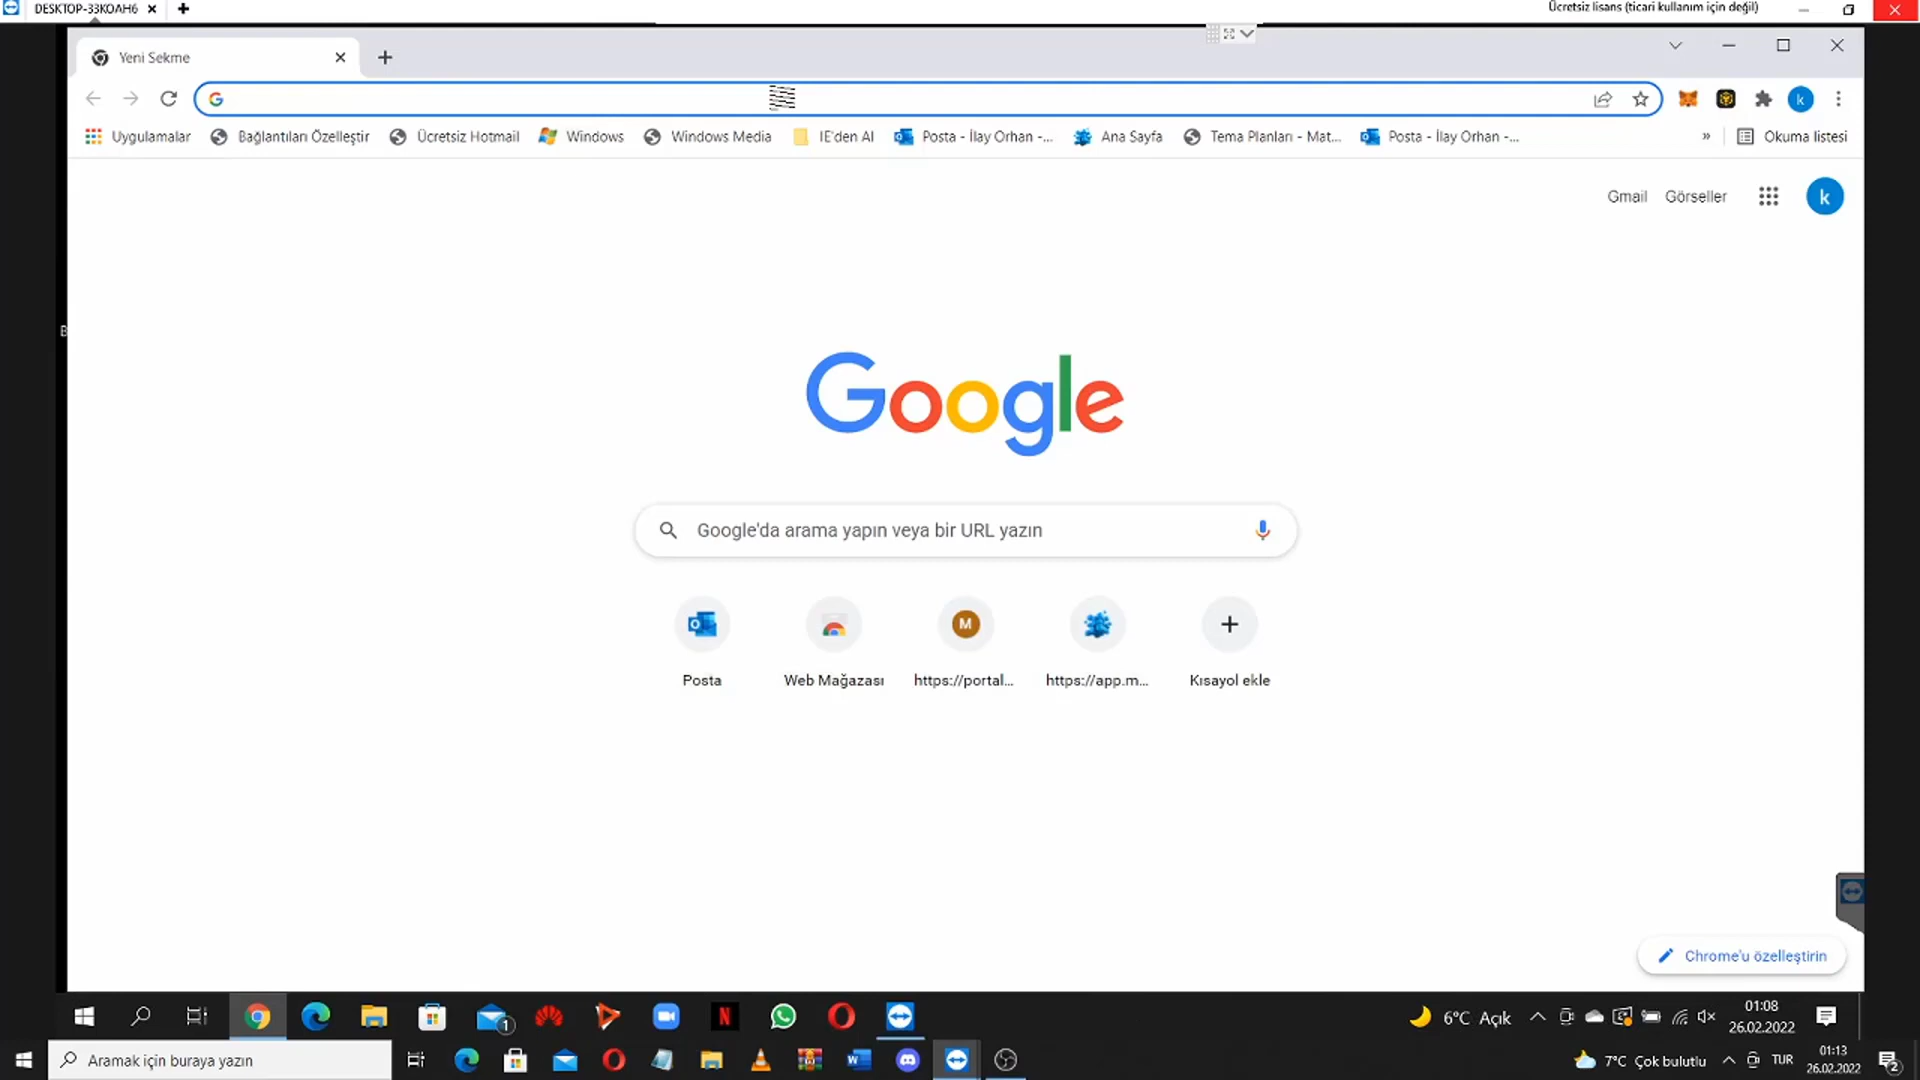 DESKTOP-33KOAH6
Ücretsiz lisans (ticari kullanım için değil)
Yeni Sekme
Uygulamalar Bağlantıları Özelleştir Ücretsiz Hotmail Windows Windows Media IE'den Al Posta - İlay Orhan -... Ana Sayfa Tema Planları - Mat... Posta - İlay Orhan -... » Okuma listesi
Gmail Görseller k
B
Google
Google'da arama yapın veya bir URL yazın
M
Posta Web Mağazası https://portal... https://app.m... Kısayol ekle
Chrome'u özelleştirin
1 6°C Açık 01:08
26.02.2022
Aramak için buraya yazın 7°C Çok bulutlu TUR 01:13
26.02.2022 2